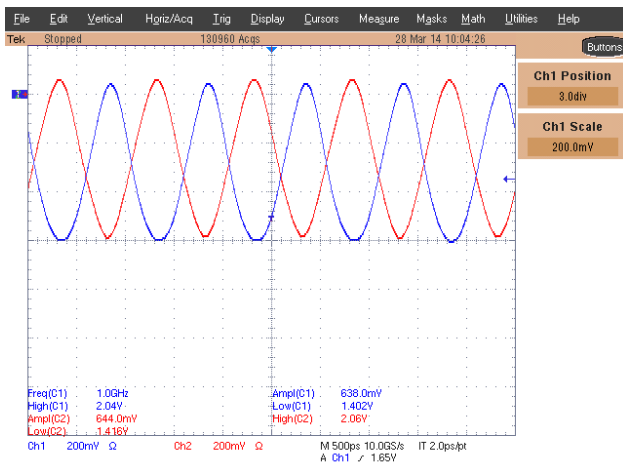 File Edit Vertical Horiz/Acq Trig Display Cursors Measure Masks Math Utilities Help
Tek Stopped 130960 Acqs 28 Mar 14 10:04:26
Buttons
Ch1 Position
3.0div
Ch1 Scale
200.0mV
Freq(C1) 1.0GHz Ampl(C1) 638.0mV
High(C1) 2.04V Low(C1) 1.402V
Ampl(C2) 644.0mV High(C2) 2.06V
Low(C2) 1.416V
Ch1 200mV Ω Ch2 200mV Ω M 500ps 10.0GS/s IT 2.0ps/pt
A Ch1 ⁄ 1.65V